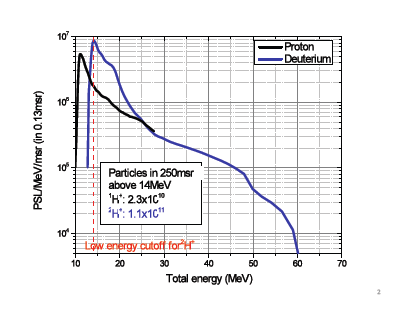 10⁷
10⁶
10⁵
10⁴
PSL/MeV/msr (in 0.13msr)
Proton
Deuterium
Particles in 250msr
above 14MeV
¹H⁺: 2.3x10¹⁰
²H⁺: 1.1x10¹¹
Low energy cutoff for ²H⁺
10 20 30 40 50 60 70
Total energy (MeV)
2